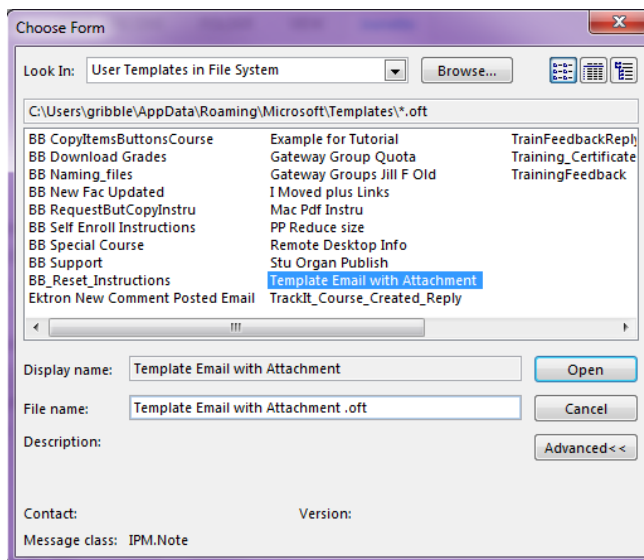 Choose Form
Look In: User Templates in File System Browse...
C:\Users\gribble\AppData\Roaming\Microsoft\Templates\*.oft
BB CopyItemsButtonsCourse Example for Tutorial TrainFeedbackReply
BB Download Grades Gateway Group Quota Training_Certificate
BB Naming_files Gateway Groups Jill F Old TrainingFeedback
BB New Fac Updated I Moved plus Links
BB RequestButCopyInstru Mac Pdf Instru
BB Self Enroll Instructions PP Reduce size
BB Special Course Remote Desktop Info
BB Support Stu Organ Publish
BB_Reset_Instructions Template Email with Attachment
Ektron New Comment Posted Email TrackIt_Course_Created_Reply
Display name: Template Email with Attachment Open
File name: Template Email with Attachment .oft Cancel
Description: Advanced<<
Contact: Version:
Message class: IPM.Note